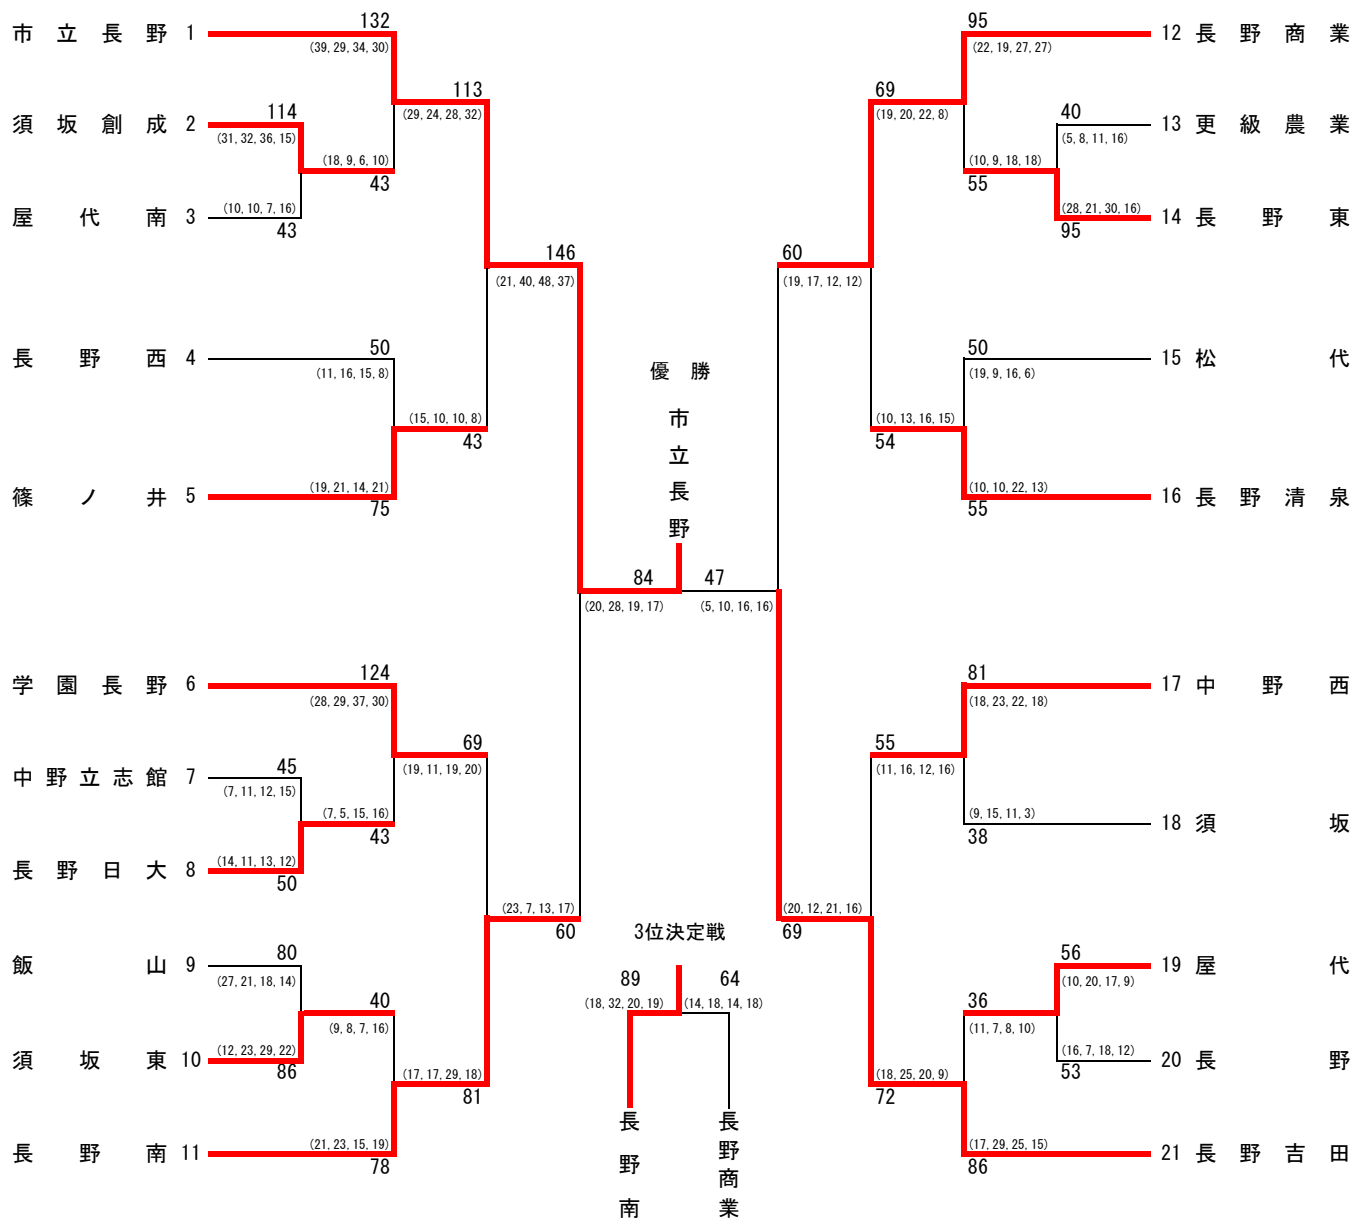 市立長野 1
132
(39, 29, 34, 30)
113
(29, 24, 28, 32)
須坂創成 2
114
(31, 32, 36, 15)
(18, 9, 6, 10)
43
屋代南 3
(10, 10, 7, 16)
43
146
(21, 40, 48, 37)
長野西 4
50
(11, 16, 15, 8)
(15, 10, 10, 8)
43
篠ノ井 5
(19, 21, 14, 21)
75
優勝
市立長野
84
(20, 28, 19, 17)
47
(5, 10, 16, 16)
学園長野 6
124
(28, 29, 37, 30)
69
(19, 11, 19, 20)
中野立志館 7
45
(7, 11, 12, 15)
(7, 5, 15, 16)
43
長野日大 8
(14, 11, 13, 12)
50
(23, 7, 13, 17)
60
飯山 9
80
(27, 21, 18, 14)
40
(9, 8, 7, 16)
須坂東 10
(12, 23, 29, 22)
86
(17, 17, 29, 18)
81
長野南 11
(21, 23, 15, 19)
78
3位決定戦
89
(18, 32, 20, 19)
64
(14, 18, 14, 18)
長野南
長野商業
95
(22, 19, 27, 27)
12 長野商業
69
(19, 20, 22, 8)
40
(5, 8, 11, 16)
13 更級農業
(10, 9, 18, 18)
55
(28, 21, 30, 16)
95
14 長野東
60
(19, 17, 12, 12)
50
(19, 9, 16, 6)
15 松代
(10, 13, 16, 15)
54
(10, 10, 22, 13)
55
16 長野清泉
81
(18, 23, 22, 18)
17 中野西
55
(11, 16, 12, 16)
(9, 15, 11, 3)
38
18 須坂
(20, 12, 21, 16)
69
56
(10, 20, 17, 9)
19 屋代
36
(11, 7, 8, 10)
(16, 7, 18, 12)
53
20 長野
(18, 25, 20, 9)
72
(17, 29, 25, 15)
86
21 長野吉田